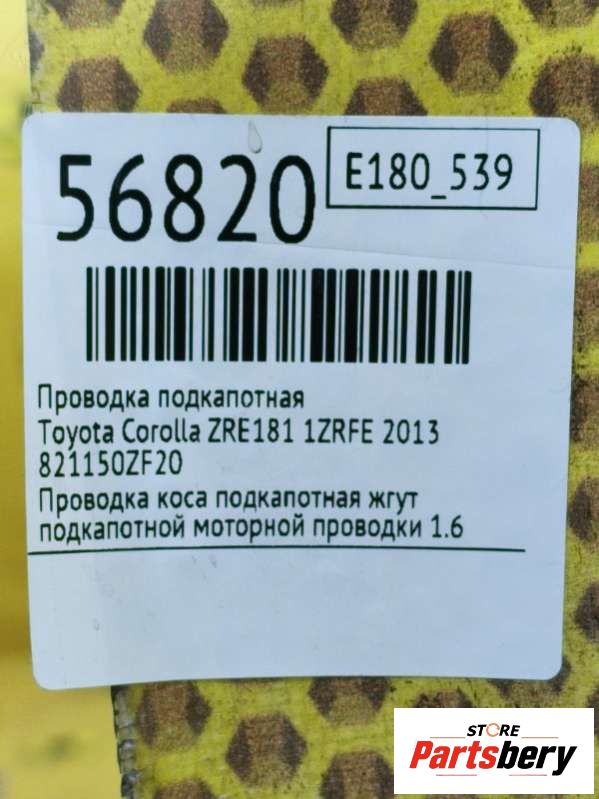 56820
E180_539
Проводка подкапотная
Toyota Corolla ZRE181 1ZRFE 2013
821150ZF20
Проводка коса подкапотная жгут
подкапотной моторной проводки 1.6
STORE
Partsbery